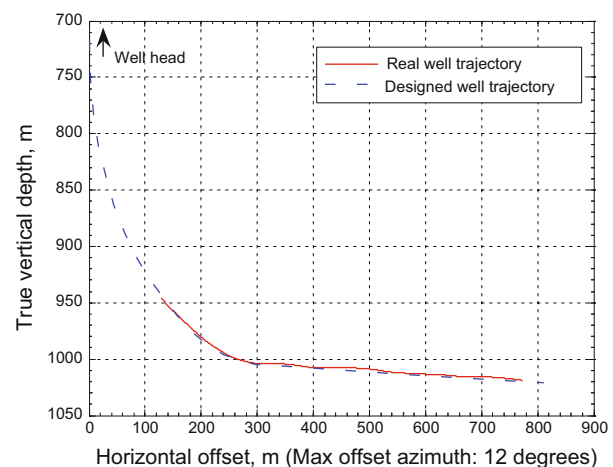 700
750
800
850
900
950
1000
1050
True vertical depth, m
Well head
Real well trajectory
Designed well trajectory
0 100 200 300 400 500 600 700 800 900
Horizontal offset, m (Max offset azimuth: 12 degrees)